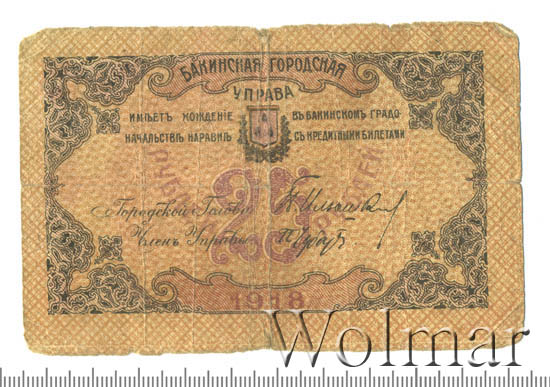 БАКИНСКАЯ ГОРОДСКАЯ
УПРАВА
ИМѢЕТЪ ХОЖДЕНІЕ ВЪ БАКИНСКОМЪ ГРАДО
НАЧАЛЬСТВѢ НАРАВНѢ СЪ КРЕДИТНЫМИ БИЛЕТАМИ
25
Городской Голова
Членъ Управы
1918
Wolmar